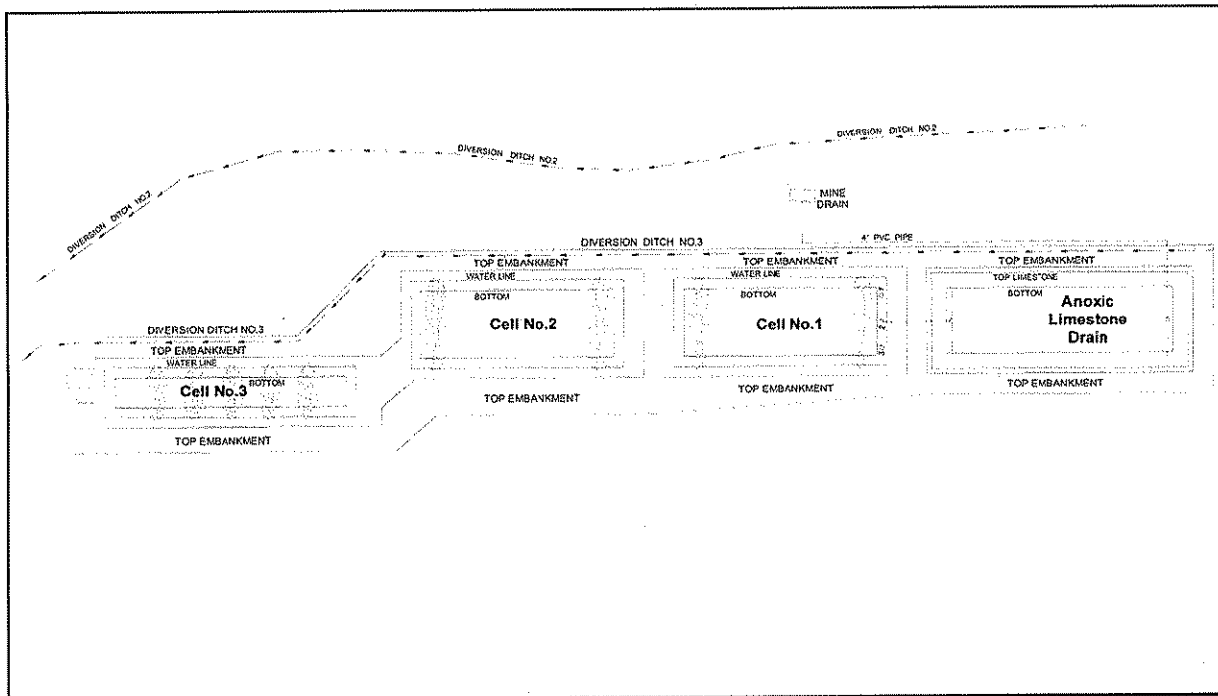 DIVERSION DITCH NO.2
DIVERSION DITCH NO.2
DIVERSION DITCH NO.2
MINE
DRAIN
4" PVC PIPE
DIVERSION DITCH NO.3
TOP EMBANKMENT
TOP EMBANKMENT
TOP EMBANKMENT
WATER LINE
WATER LINE
TOP LIMESTONE
BOTTOM
BOTTOM
BOTTOM
Cell No.2
Cell No.1
Anoxic
Limestone
Drain
DIVERSION DITCH NO.3
TOP EMBANKMENT
WATER LINE
BOTTOM
Cell No.3
TOP EMBANKMENT
TOP EMBANKMENT
TOP EMBANKMENT
TOP EMBANKMENT